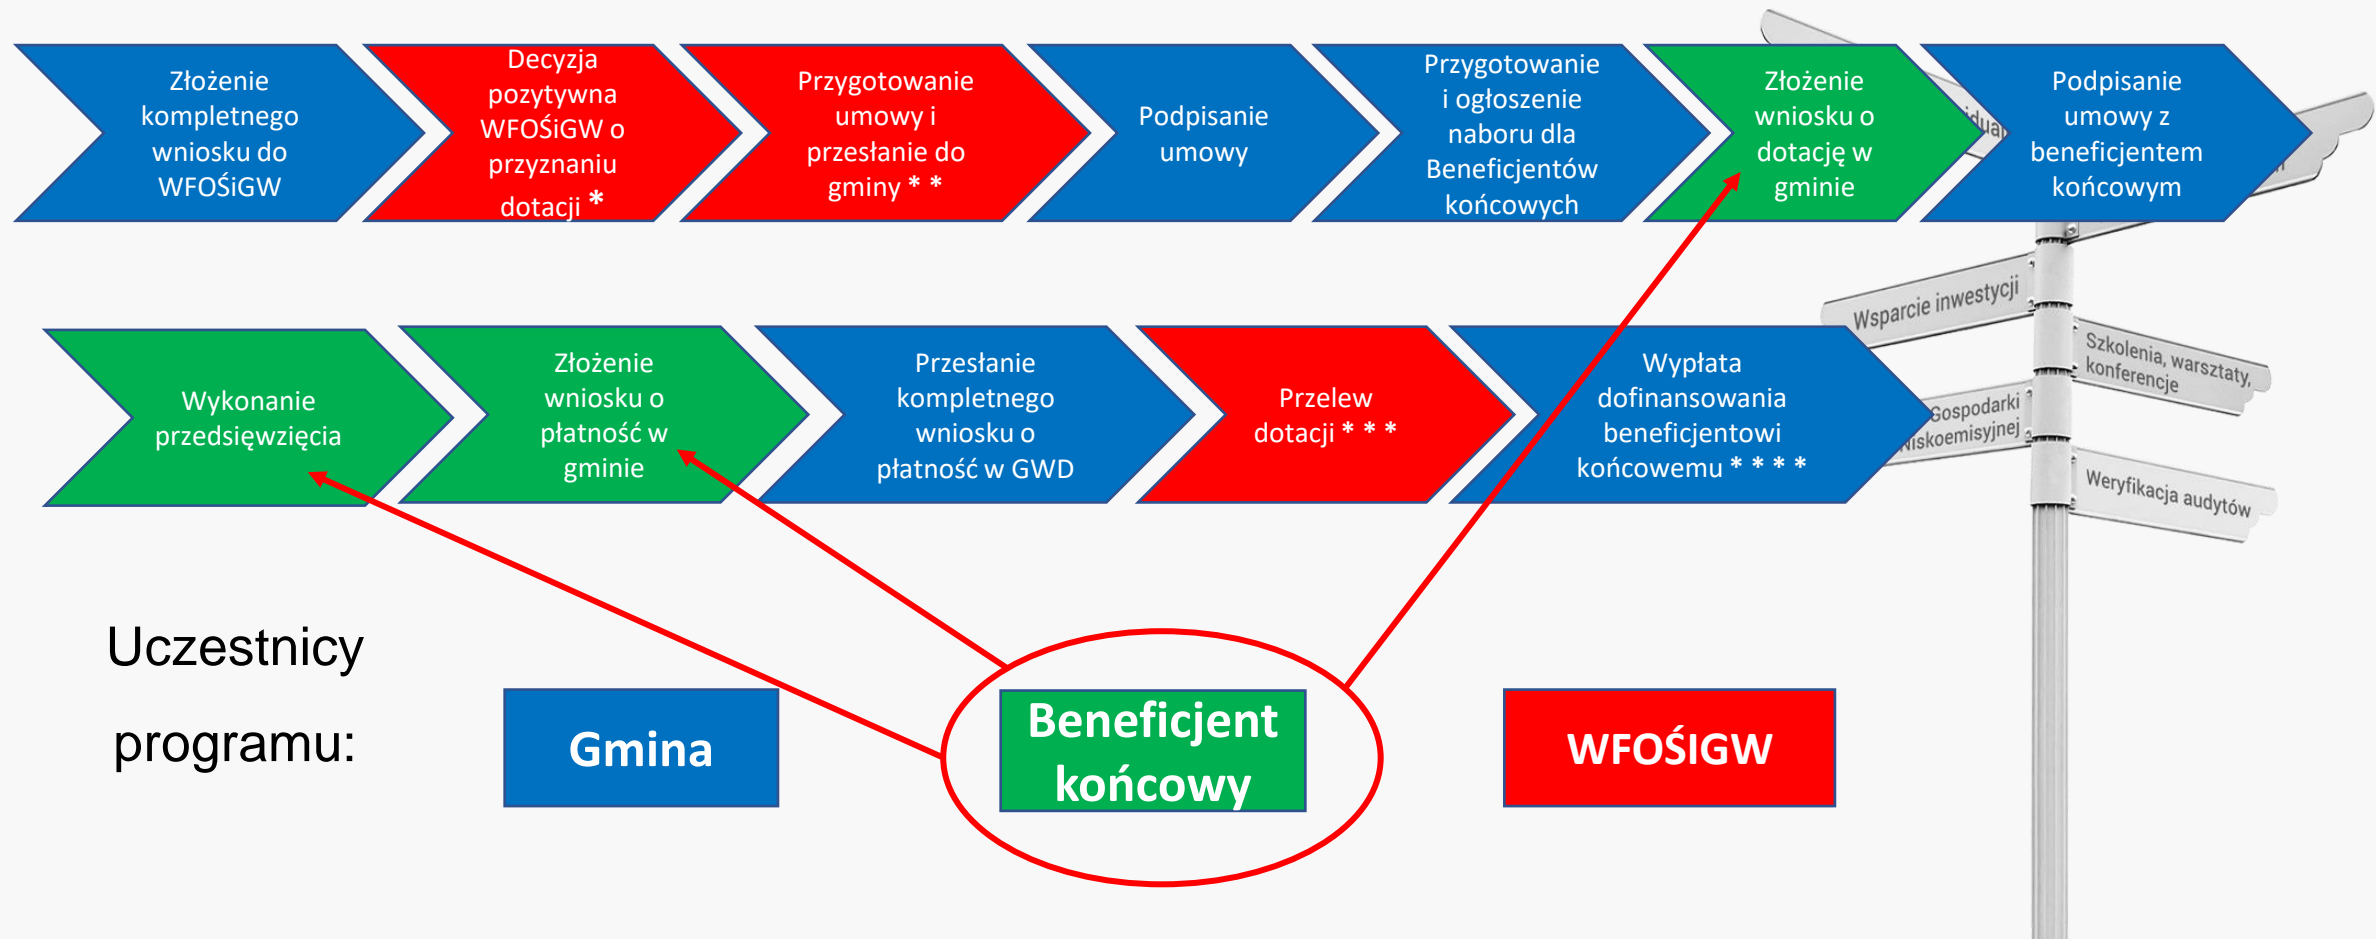 Złożenie
kompletnego
wniosku do
WFOŚiGW
Decyzja
pozytywna
WFOŚiGW o
przyznaniu
dotacji *
Przygotowanie
umowy i
przesłanie do
gminy * *
Podpisanie
umowy
Przygotowanie
i ogłoszenie
naboru dla
Beneficjentów
końcowych
Złożenie
wniosku o
dotację w
gminie
Podpisanie
umowy z
beneficjentem
końcowym
Wykonanie
przedsięwzięcia
Złożenie
wniosku o
płatność w
gminie
Przesłanie
kompletnego
wniosku o
płatność w GWD
Przelew
dotacji * * *
Wypłata
dofinansowania
beneficjentowi
końcowemu * * * *
Wsparcie inwestycji
Szkolenia, warsztaty,
konferencje
Gospodarki
Niskoemisyjnej
Weryfikacja audytów
Uczestnicy
programu:
Gmina
Beneficjent
końcowy
WFOŚIGW